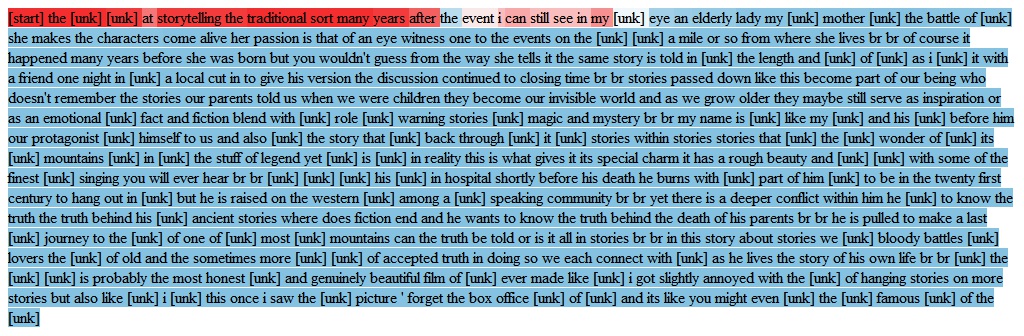 [start] the [unk] [unk] at storytelling the traditional sort many years after the event i can still see in my [unk] eye an elderly lady my [unk] mother [unk] the battle of [unk]
she makes the characters come alive her passion is that of an eye witness one to the events on the [unk] [unk] a mile or so from where she lives br br of course it
happened many years before she was born but you wouldn't guess from the way she tells it the same story is told in [unk] the length and [unk] of [unk] as i [unk] it with
a friend one night in [unk] a local cut in to give his version the discussion continued to closing time br br stories passed down like this become part of our being who
doesn't remember the stories our parents told us when we were children they become our invisible world and as we grow older they maybe still serve as inspiration or
as an emotional [unk] fact and fiction blend with [unk] role [unk] warning stories [unk] magic and mystery br br my name is [unk] like my [unk] and his [unk] before him
our protagonist [unk] himself to us and also [unk] the story that [unk] back through [unk] it [unk] stories within stories stories that [unk] the [unk] wonder of [unk] its
[unk] mountains [unk] in [unk] the stuff of legend yet [unk] is [unk] in reality this is what gives it its special charm it has a rough beauty and [unk] [unk] with some of the
finest [unk] singing you will ever hear br br [unk] [unk] [unk] his [unk] in hospital shortly before his death he burns with [unk] part of him [unk] to be in the twenty first
century to hang out in [unk] but he is raised on the western [unk] among a [unk] speaking community br br yet there is a deeper conflict within him he [unk] to know the
truth the truth behind his [unk] ancient stories where does fiction end and he wants to know the truth behind the death of his parents br br he is pulled to make a last
[unk] journey to the [unk] of one of [unk] most [unk] mountains can the truth be told or is it all in stories br br in this story about stories we [unk] bloody battles [unk]
lovers the [unk] of old and the sometimes more [unk] [unk] of accepted truth in doing so we each connect with [unk] as he lives the story of his own life br br [unk] the
[unk] [unk] is probably the most honest [unk] and genuinely beautiful film of [unk] ever made like [unk] i got slightly annoyed with the [unk] of hanging stories on more
stories but also like [unk] i [unk] this once i saw the [unk] picture ' forget the box office [unk] of [unk] and its like you might even [unk] the [unk] famous [unk] of the
[unk]